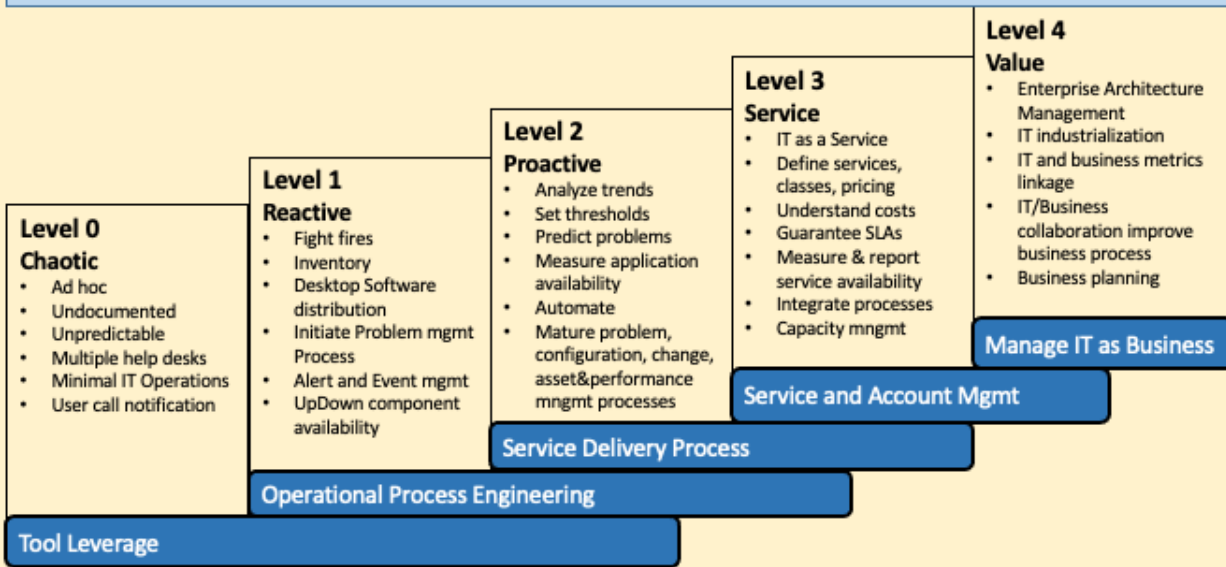 Level 0
Chaotic
• Ad hoc
• Undocumented
• Unpredictable
• Multiple help desks
• Minimal IT Operations
• User call notification
Level 1
Reactive
• Fight fires
• Inventory
• Desktop Software
distribution
• Initiate Problem mgmt
Process
• Alert and Event mgmt
• UpDown component
availability
Level 2
Proactive
• Analyze trends
• Set thresholds
• Predict problems
• Measure application
availability
• Automate
• Mature problem,
configuration, change,
asset&performance
mngmt processes
Level 3
Service
• IT as a Service
• Define services,
classes, pricing
• Understand costs
• Guarantee SLAs
• Measure & report
service availability
• Integrate processes
• Capacity mngmt
Level 4
Value
• Enterprise Architecture
Management
• IT industrialization
• IT and business metrics
linkage
• IT/Business
collaboration improve
business process
• Business planning
Manage IT as Business
Service and Account Mgmt
Service Delivery Process
Operational Process Engineering
Tool Leverage